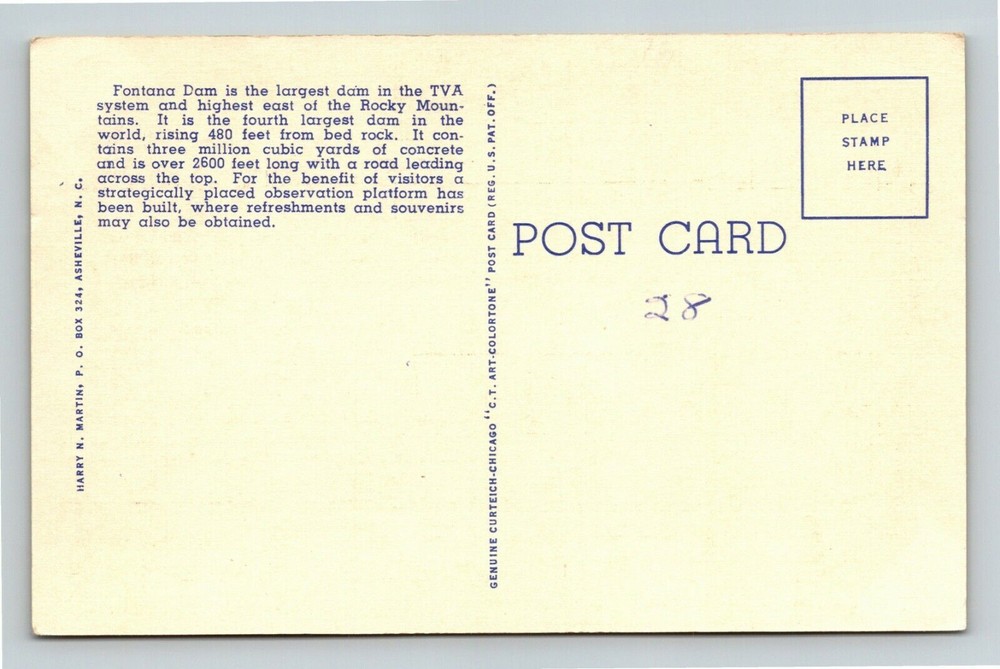 Fontana Dam is the largest dam in the TVA
system and highest east of the Rocky Moun-
tains. It is the fourth largest dam in the
world, rising 480 feet from bed rock. It con-
tains three million cubic yards of concrete
and is over 2600 feet long with a road leading
across the top. For the benefit of visitors a
strategically placed observation platform has
been built, where refreshments and souvenirs
may also be obtained.
HARRY N. MARTIN, P. O. BOX 324, ASHEVILLE, N. C.
GENUINE CURTEICH-CHICAGO "C.T. ART-COLORTONE" POST CARD (REG. U.S. PAT. OFF.)
PLACE
STAMP
HERE
POST CARD
28